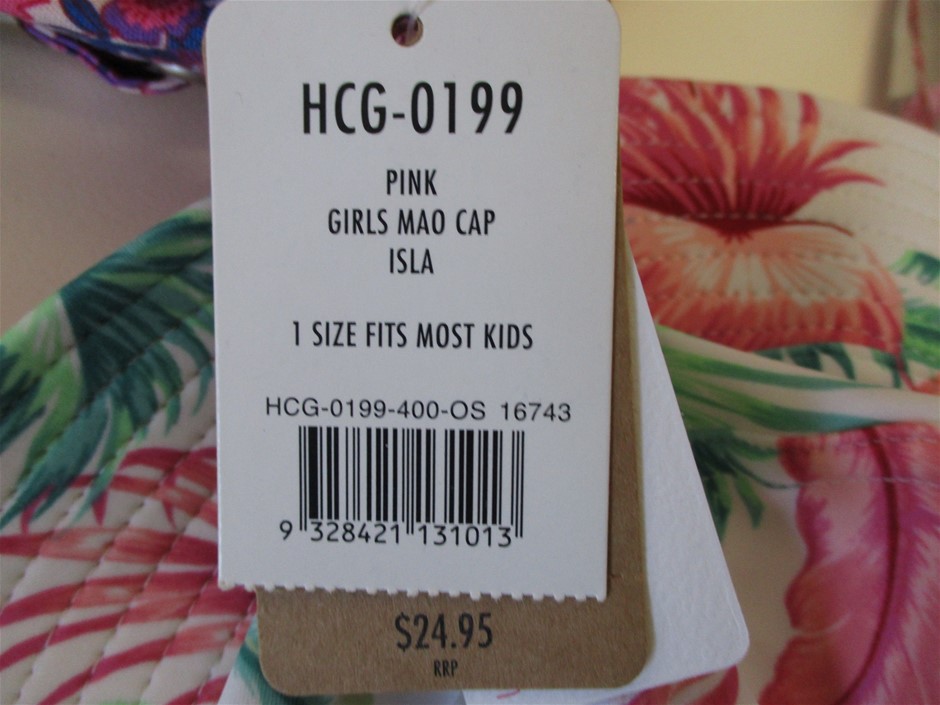 HCG-0199
PINK
GIRLS MAO CAP
ISLA
1 SIZE FITS MOST KIDS
HCG-0199-400-OS 16743
9 328421 131013
$24.95
RRP